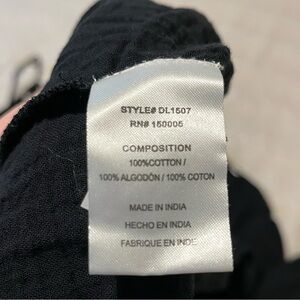 STYLE# DL1507
RN# 150005
COMPOSITION
100%COTTON /
100% ALGODÓN / 100% COTON
MADE IN INDIA
HECHO EN INDIA
FABRIQUE EN INDE